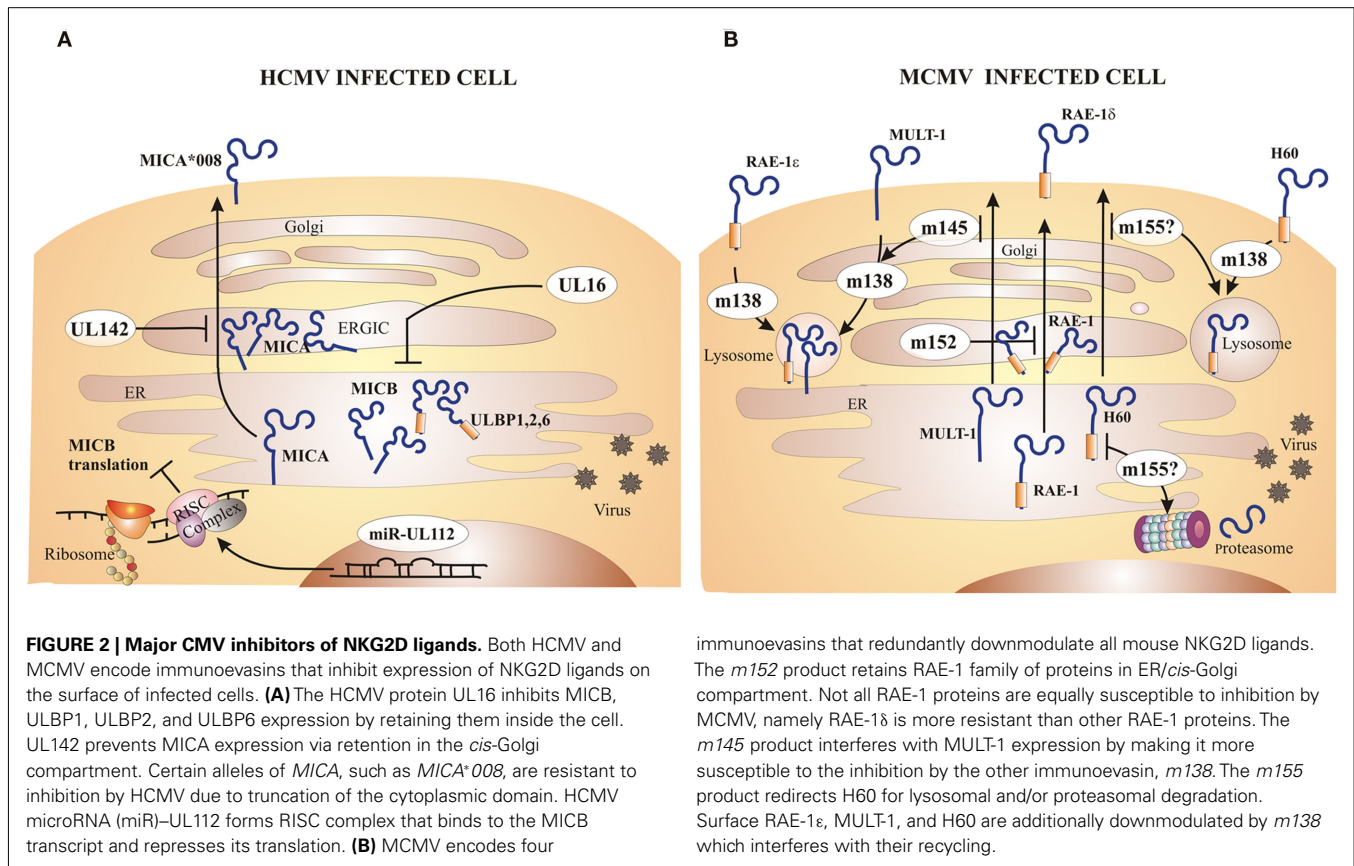 A
HCMV INFECTED CELL
MICA*008
Golgi
UL16
UL142
ERGIC
MICA
ER
MICB
ULBP1,2,6
MICB
translation
MICA
RISC
Complex
Virus
miR-UL112
Ribosome
B
MCMV INFECTED CELL
RAE-1δ
MULT-1
RAE-1ε
H60
m145
m155?
Golgi
m138
m138
m138
RAE-1
m152
Lysosome
Lysosome
ER
H60
MULT-1
Virus
m155?
RAE-1
Proteasome
FIGURE 2 | Major CMV inhibitors of NKG2D ligands. Both HCMV and
MCMV encode immunoevasins that inhibit expression of NKG2D ligands on
the surface of infected cells. (A) The HCMV protein UL16 inhibits MICB,
ULBP1, ULBP2, and ULBP6 expression by retaining them inside the cell.
UL142 prevents MICA expression via retention in the cis-Golgi
compartment. Certain alleles of MICA, such as MICA*008, are resistant to
inhibition by HCMV due to truncation of the cytoplasmic domain. HCMV
microRNA (miR)–UL112 forms RISC complex that binds to the MICB
transcript and represses its translation. (B) MCMV encodes four
immunoevasins that redundantly downmodulate all mouse NKG2D ligands.
The m152 product retains RAE-1 family of proteins in ER/cis-Golgi
compartment. Not all RAE-1 proteins are equally susceptible to inhibition by
MCMV, namely RAE-1δ is more resistant than other RAE-1 proteins. The
m145 product interferes with MULT-1 expression by making it more
susceptible to the inhibition by the other immunoevasin, m138. The m155
product redirects H60 for lysosomal and/or proteasomal degradation.
Surface RAE-1ε, MULT-1, and H60 are additionally downmodulated by m138
which interferes with their recycling.